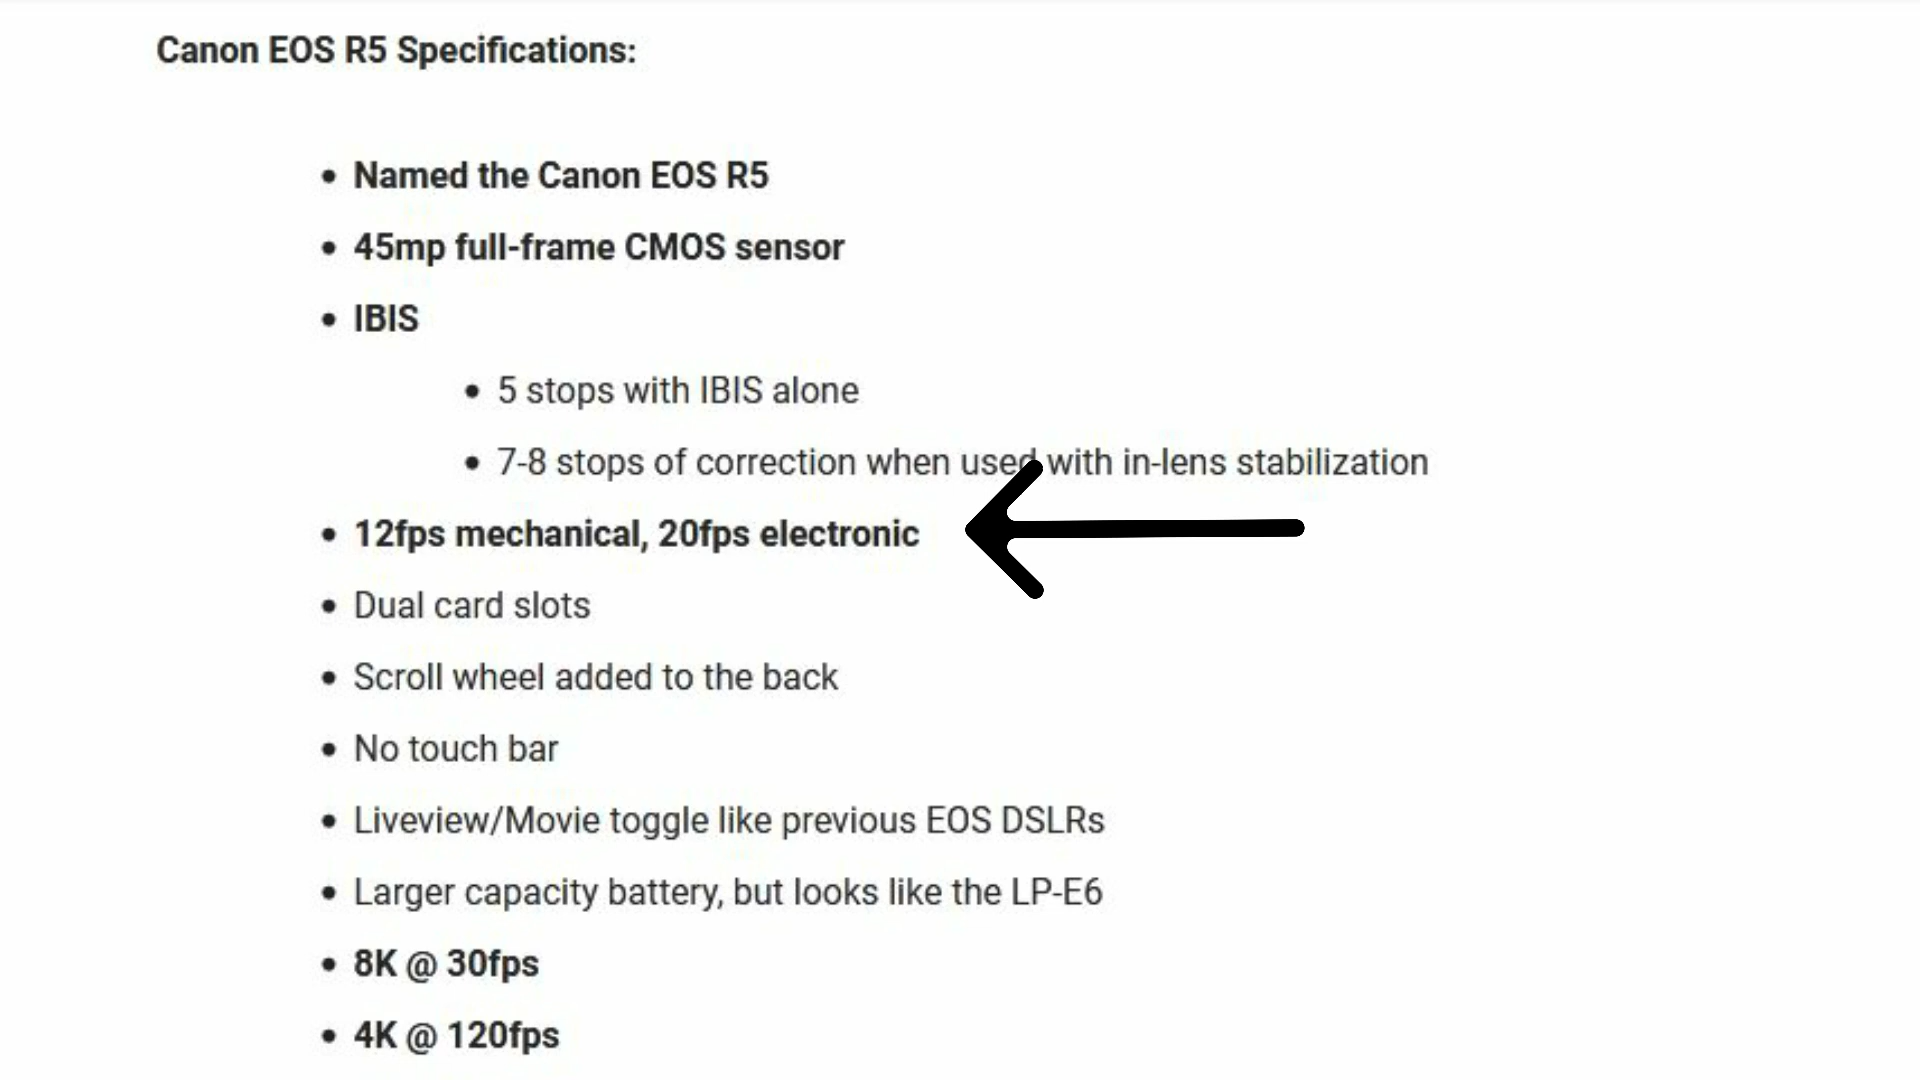 Canon EOS R5 Specifications:
Named the Canon EOS R5
45mp full-frame CMOS sensor
IBIS
5 stops with IBIS alone
7-8 stops of correction when used with in-lens stabilization
12fps mechanical, 20fps electronic
Dual card slots
Scroll wheel added to the back
No touch bar
Liveview/Movie toggle like previous EOS DSLRs
Larger capacity battery, but looks like the LP-E6
8K @ 30fps
4K @ 120fps